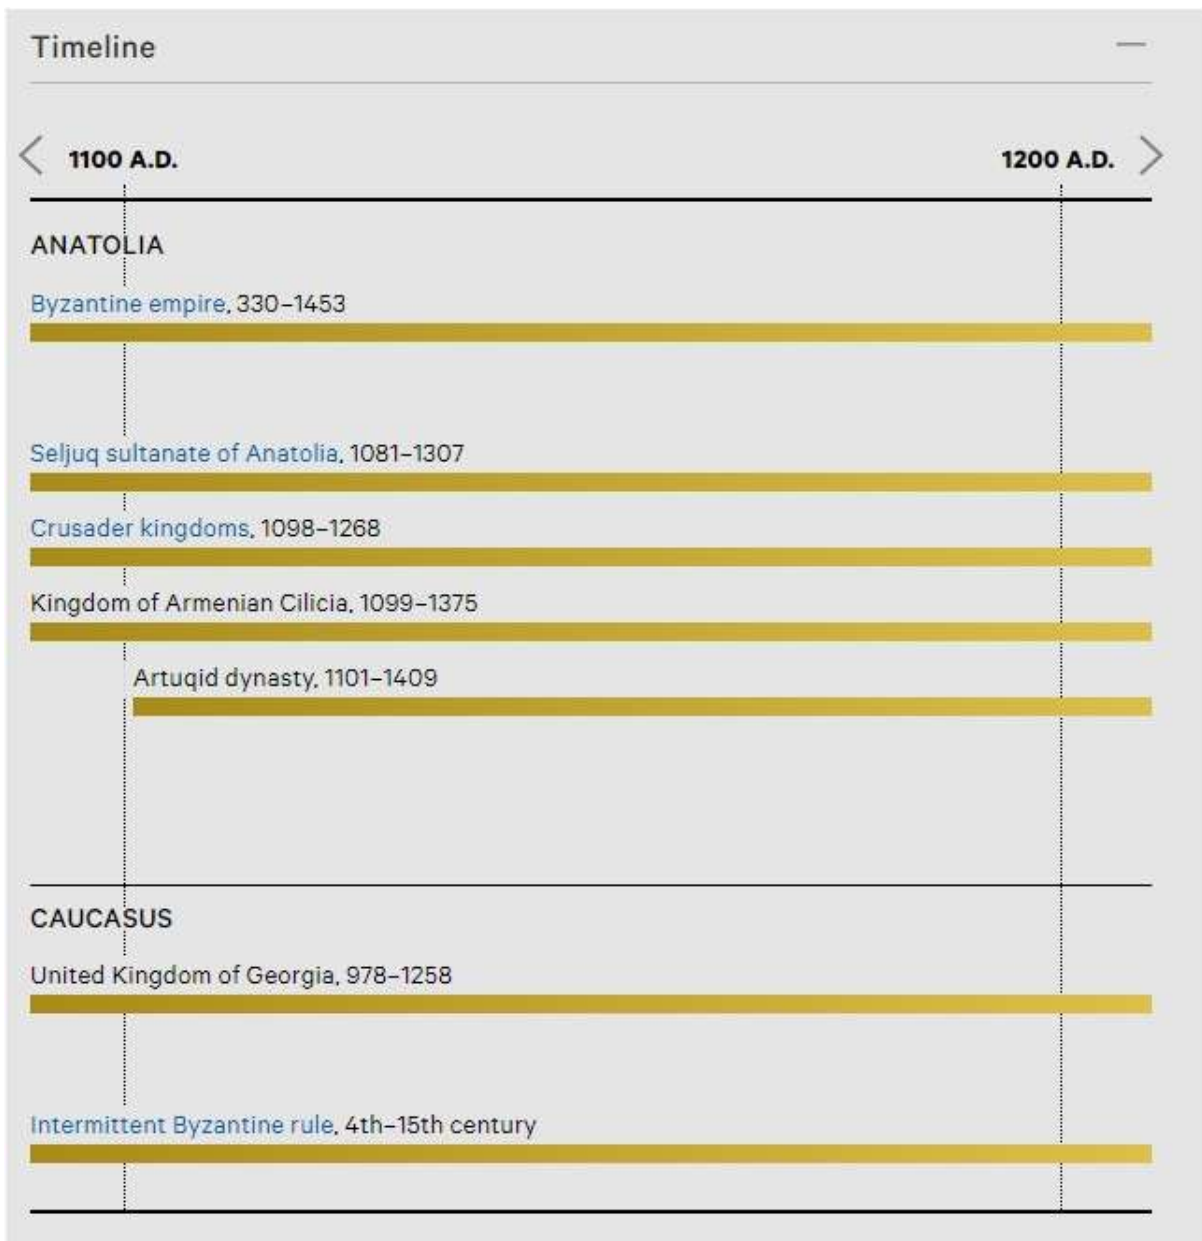 Timeline
1100 A.D.
1200 A.D.
ANATOLIA
Byzantine empire, 330–1453
Seljuq sultanate of Anatolia, 1081–1307
Crusader kingdoms, 1098–1268
Kingdom of Armenian Cilicia, 1099–1375
Artuqid dynasty, 1101–1409
CAUCASUS
United Kingdom of Georgia, 978–1258
Intermittent Byzantine rule, 4th–15th century